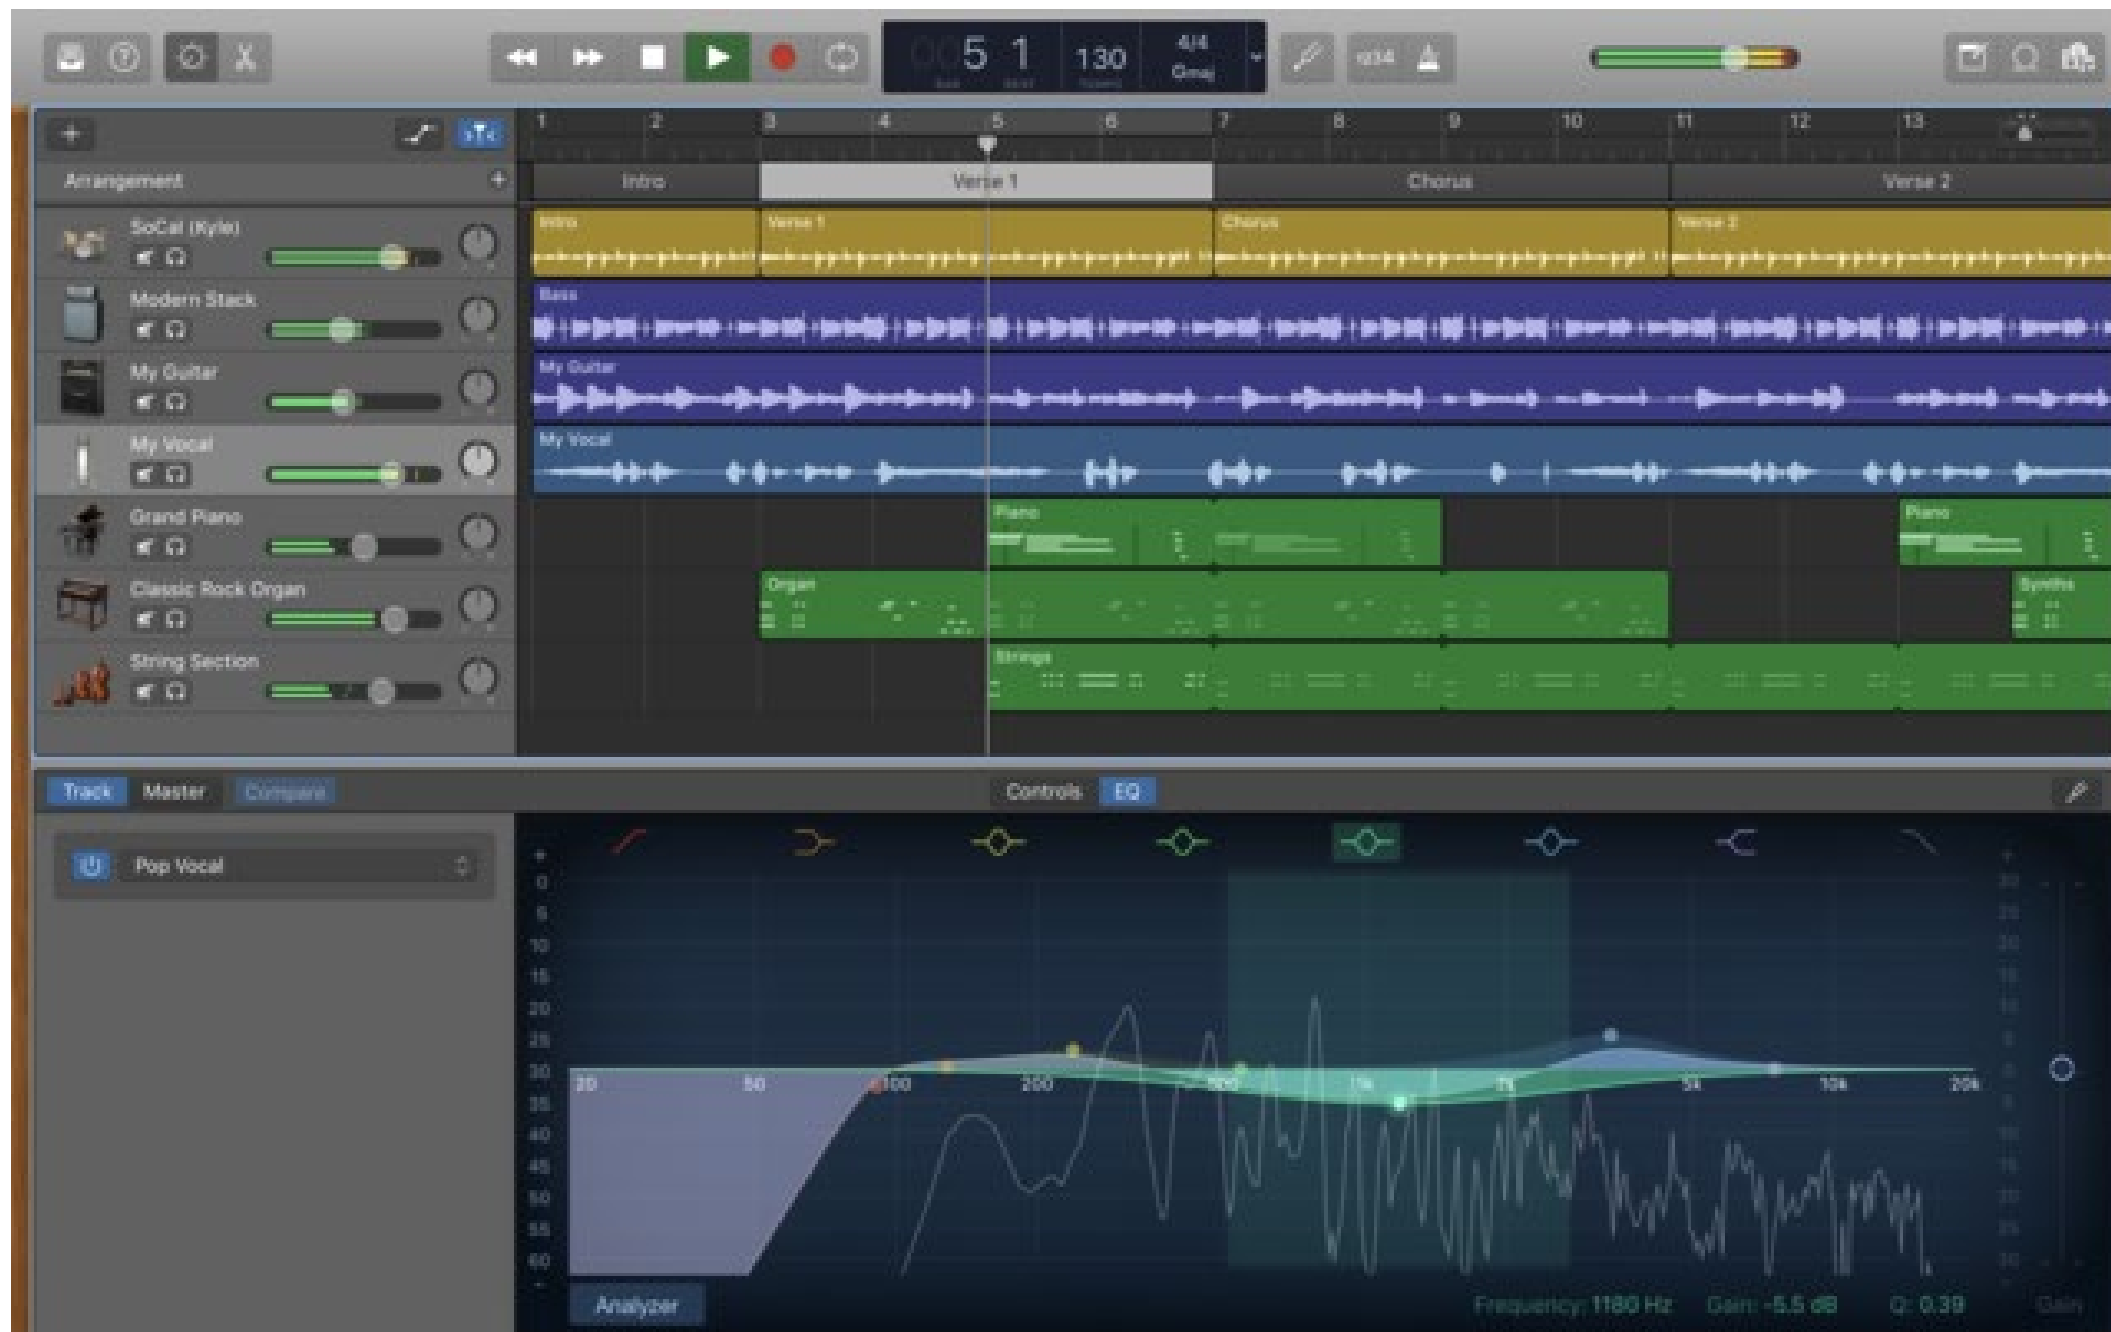 5 1 130 4/4
Gmaj
1234
1 2 3 4 5 6 7 8 9 10 11 12 13
Arrangement +
Intro Verse 1 Chorus Verse 2
SoCal (Kyle)
Intro Verse 1 Chorus Verse 2
Modern Stack
Bass
My Guitar
My Guitar
My Vocal
My Vocal
Grand Piano
Piano Piano
Classic Rock Organ
Organ Synths
String Section
Strings
Track Master Compare Controls EQ
Pop Vocal
+
0
5
10
15
20
25
30
35
40
45
50
55
60
-
20 50 100 200 500 1k 2k 5k 10k 20k
Analyzer
Frequency: 1180 Hz Gain: -5.5 dB Q: 0.39 Gain